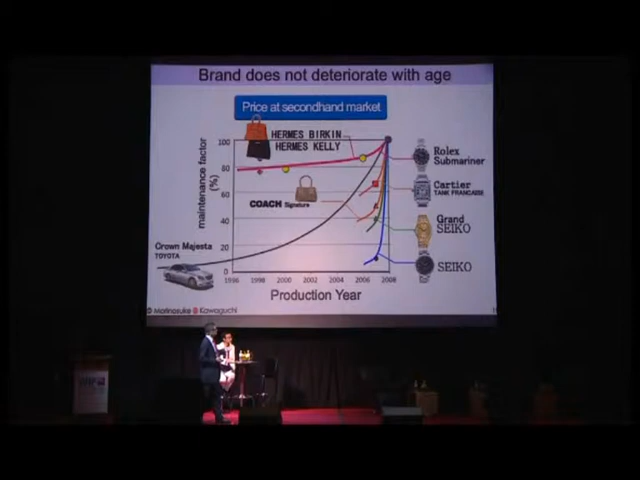 Brand does not deteriorate with age
Price at secondhand market
HERMES BIRKIN
HERMES KELLY
maintenance factor
(%)
100
80
60
40
20
0
COACH Signature
Crown Majesta
TOYOTA
Rolex
Submariner
Cartier
TANK FRANCAISE
Grand
SEIKO
SEIKO
1996 1998 2000 2002 2004 2006 2008
Production Year
Kawaguchi